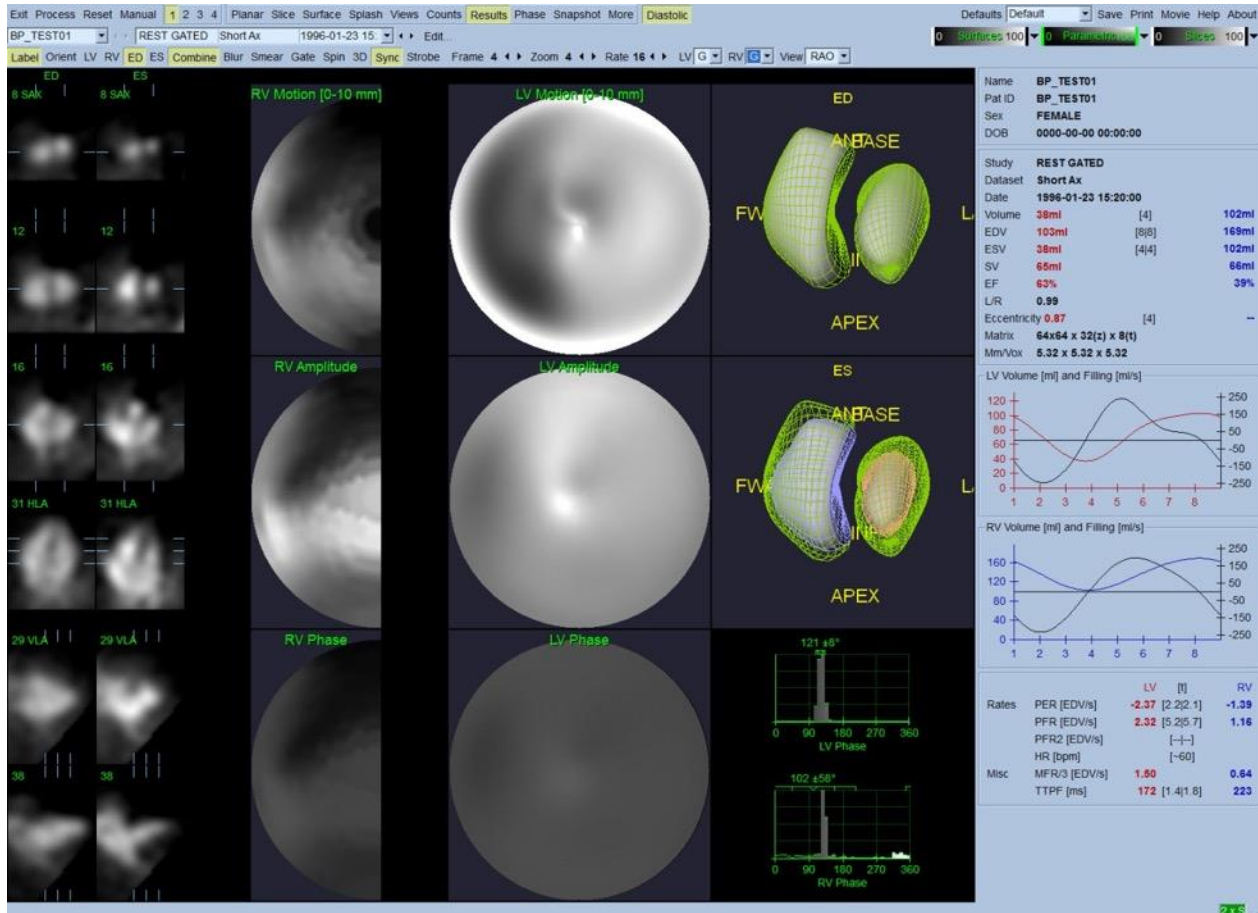 Exit Process Reset Manual 1 2 3 4 Planar Slice Surface Splash Views Counts Results Phase Snapshot More Diastolic Defaults Default Save Print Movie Help About
BP_TEST01 REST GATED Short Ax 1996-01-23 15: Edit... 0 Surfaces 100 0 Parametric 0 Slices 100
Label Orient LV RV ED ES Combine Blur Smear Gate Spin 3D Sync Strobe Frame 4 Zoom 4 Rate 16 LV G RV G View RAO
ED ES
8 SAX 8 SAX
12 12
16 16
31 HLA 31 HLA
29 VLA 29 VLA
38 38
RV Motion [0-10 mm] LV Motion [0-10 mm]
RV Amplitude LV Amplitude
RV Phase LV Phase
ED
ANT BASE
FW
IN
APEX
ES
ANT BASE
FW
INF
APEX
121 ±8°
0 90 180 270 360
LV Phase
102 ±58°
0 90 180 270 360
RV Phase
Name BP_TEST01
Pat ID BP_TEST01
Sex FEMALE
DOB 0000-00-00 00:00:00
Study REST GATED
Dataset Short Ax
Date 1996-01-23 15:20:00
Volume 38ml [4] 102ml
EDV 103ml [8|8] 169ml
ESV 38ml [4|4] 102ml
SV 65ml 66ml
EF 63% 39%
L/R 0.99
Eccentricity 0.87 [4] --
Matrix 64x64 x 32(z) x 8(t)
Mm/Vox 5.32 x 5.32 x 5.32
LV Volume [ml] and Filling [ml/s]
120 100 80 60 40 20 0
250 150 50 -50 -150 -250
1 2 3 4 5 6 7 8
RV Volume [ml] and Filling [ml/s]
160 120 80 40 0
250 150 50 -50 -150 -250
1 2 3 4 5 6 7 8
LV [t] RV
Rates PER [EDV/s] -2.37 [2.2|2.1] -1.39
PFR [EDV/s] 2.32 [5.2|5.7] 1.16
PFR2 [EDV/s] [--|--]
HR [bpm] [~60]
Misc MFR/3 [EDV/s] 1.50 0.64
TTPF [ms] 172 [1.4|1.8] 223
2 x S